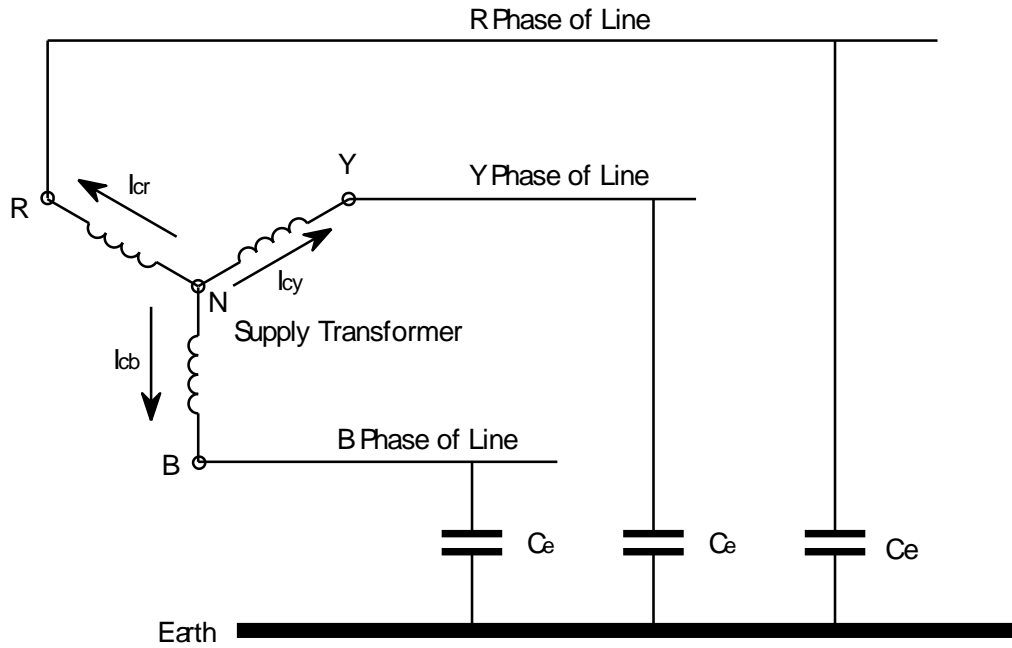 R Phase of Line
Icr
Y
Y Phase of Line
R
Icy
N
Supply Transformer
Icb
B Phase of Line
B
Ce
Ce
Ce
Earth